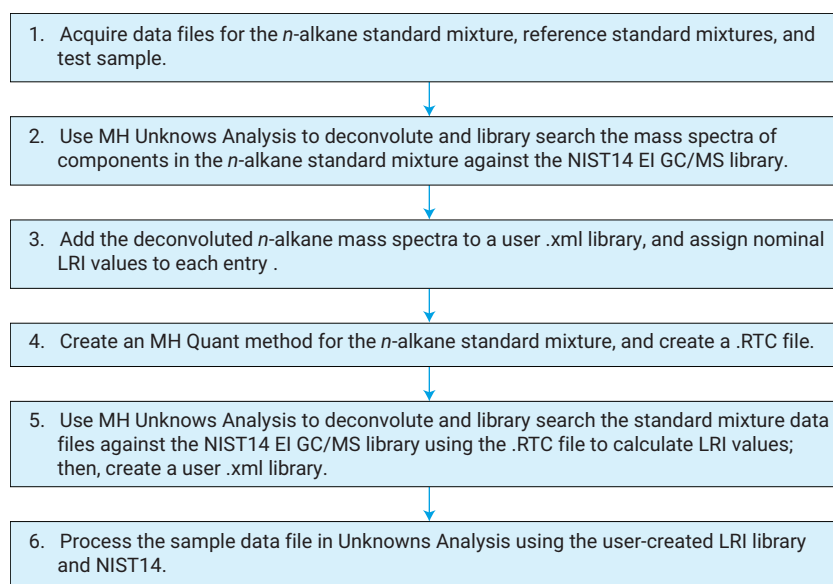 1. Acquire data files for the n-alkane standard mixture, reference standard mixtures, and
test sample.
2. Use MH Unknows Analysis to deconvolute and library search the mass spectra of
components in the n-alkane standard mixture against the NIST14 EI GC/MS library.
3. Add the deconvoluted n-alkane mass spectra to a user .xml library, and assign nominal
LRI values to each entry .
4. Create an MH Quant method for the n-alkane standard mixture, and create a .RTC file.
5. Use MH Unknows Analysis to deconvolute and library search the standard mixture data
files against the NIST14 EI GC/MS library using the .RTC file to calculate LRI values;
then, create a user .xml library.
6. Process the sample data file in Unknowns Analysis using the user-created LRI library
and NIST14.